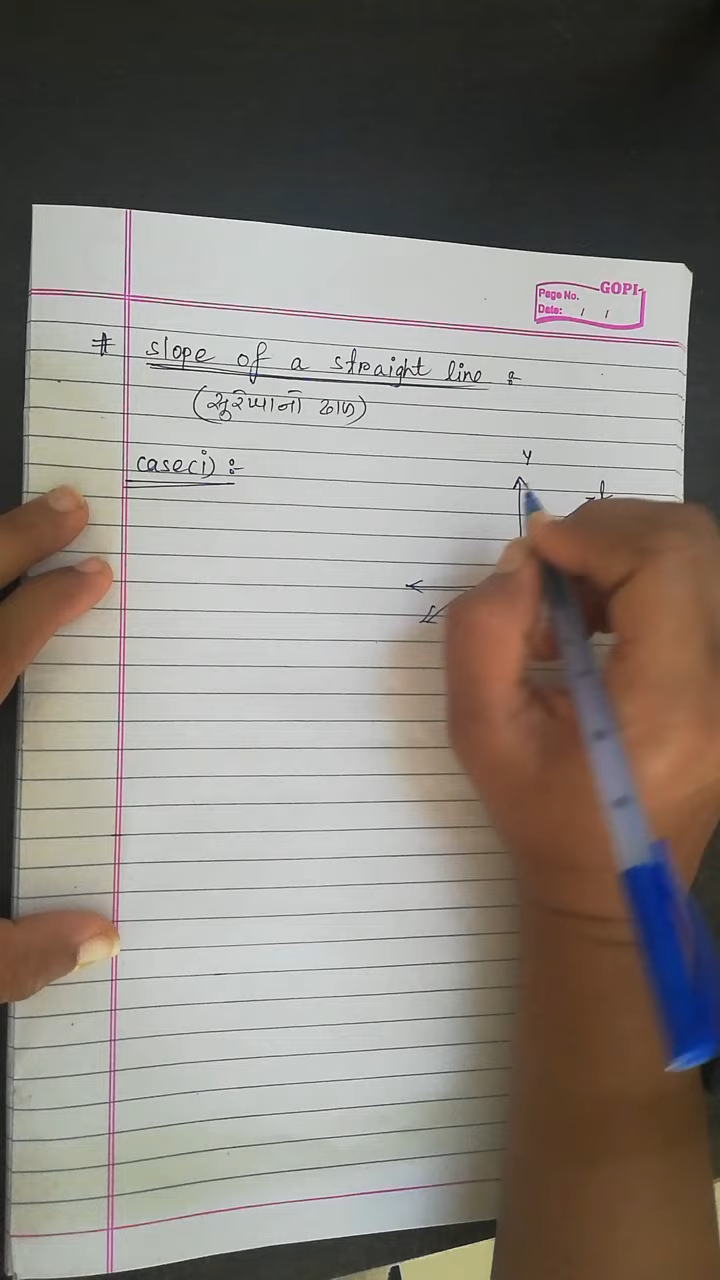 GOPI
Page No.
Date: / /
# slope of a straight line :-
(સુરેખાનો ઢાળ)
case(i) :-
Y